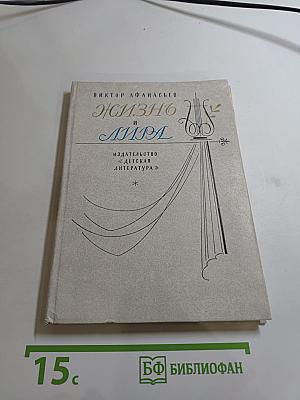 ВИКТОР АФАНАСЬЕВ
ЖИЗНЬ
И
ЛИРА
ИЗДАТЕЛЬСТВО
«ДЕТСКАЯ
ЛИТЕРАТУРА»
15с
БФ БИБЛИОФАН